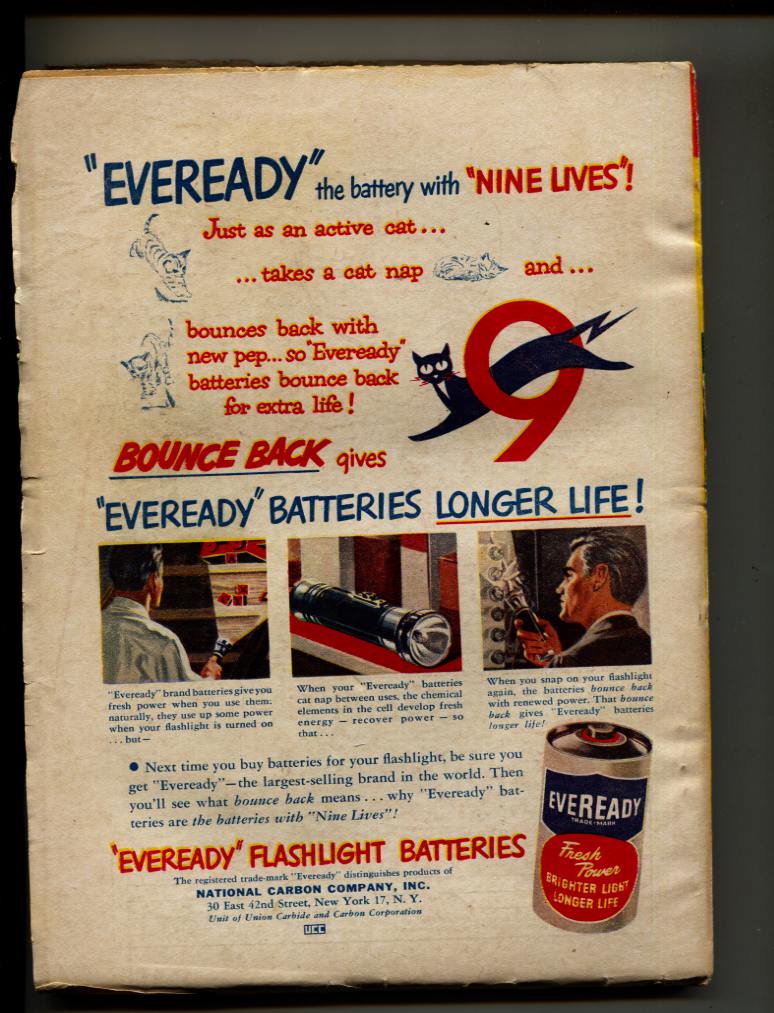 "EVEREADY" the battery with "NINE LIVES"!
Just as an active cat...
...takes a cat nap and...
bounces back with
new pep...so "Eveready"
batteries bounce back
for extra life!
9
BOUNCE BACK gives
"EVEREADY" BATTERIES LONGER LIFE!
"Eveready" brand batteries give you
fresh power when you use them;
naturally, they use up some power
when your flashlight is turned on
...but—
When your "Eveready" batteries
cat nap between uses, the chemical
elements in the cell develop fresh
energy — recover power — so
that...
When you snap on your flashlight
again, the batteries bounce back
with renewed power. That bounce
back gives "Eveready" batteries
longer life!
● Next time you buy batteries for your flashlight, be sure you
get "Eveready"—the largest-selling brand in the world. Then
you'll see what bounce back means...why "Eveready" bat-
teries are the batteries with "Nine Lives"!
EVEREADY
TRADE-MARK
Fresh
Power
BRIGHTER LIGHT
LONGER LIFE
"EVEREADY" FLASHLIGHT BATTERIES
The registered trade-mark "Eveready" distinguishes products of
NATIONAL CARBON COMPANY, INC.
30 East 42nd Street, New York 17, N. Y.
Unit of Union Carbide and Carbon Corporation
UCC